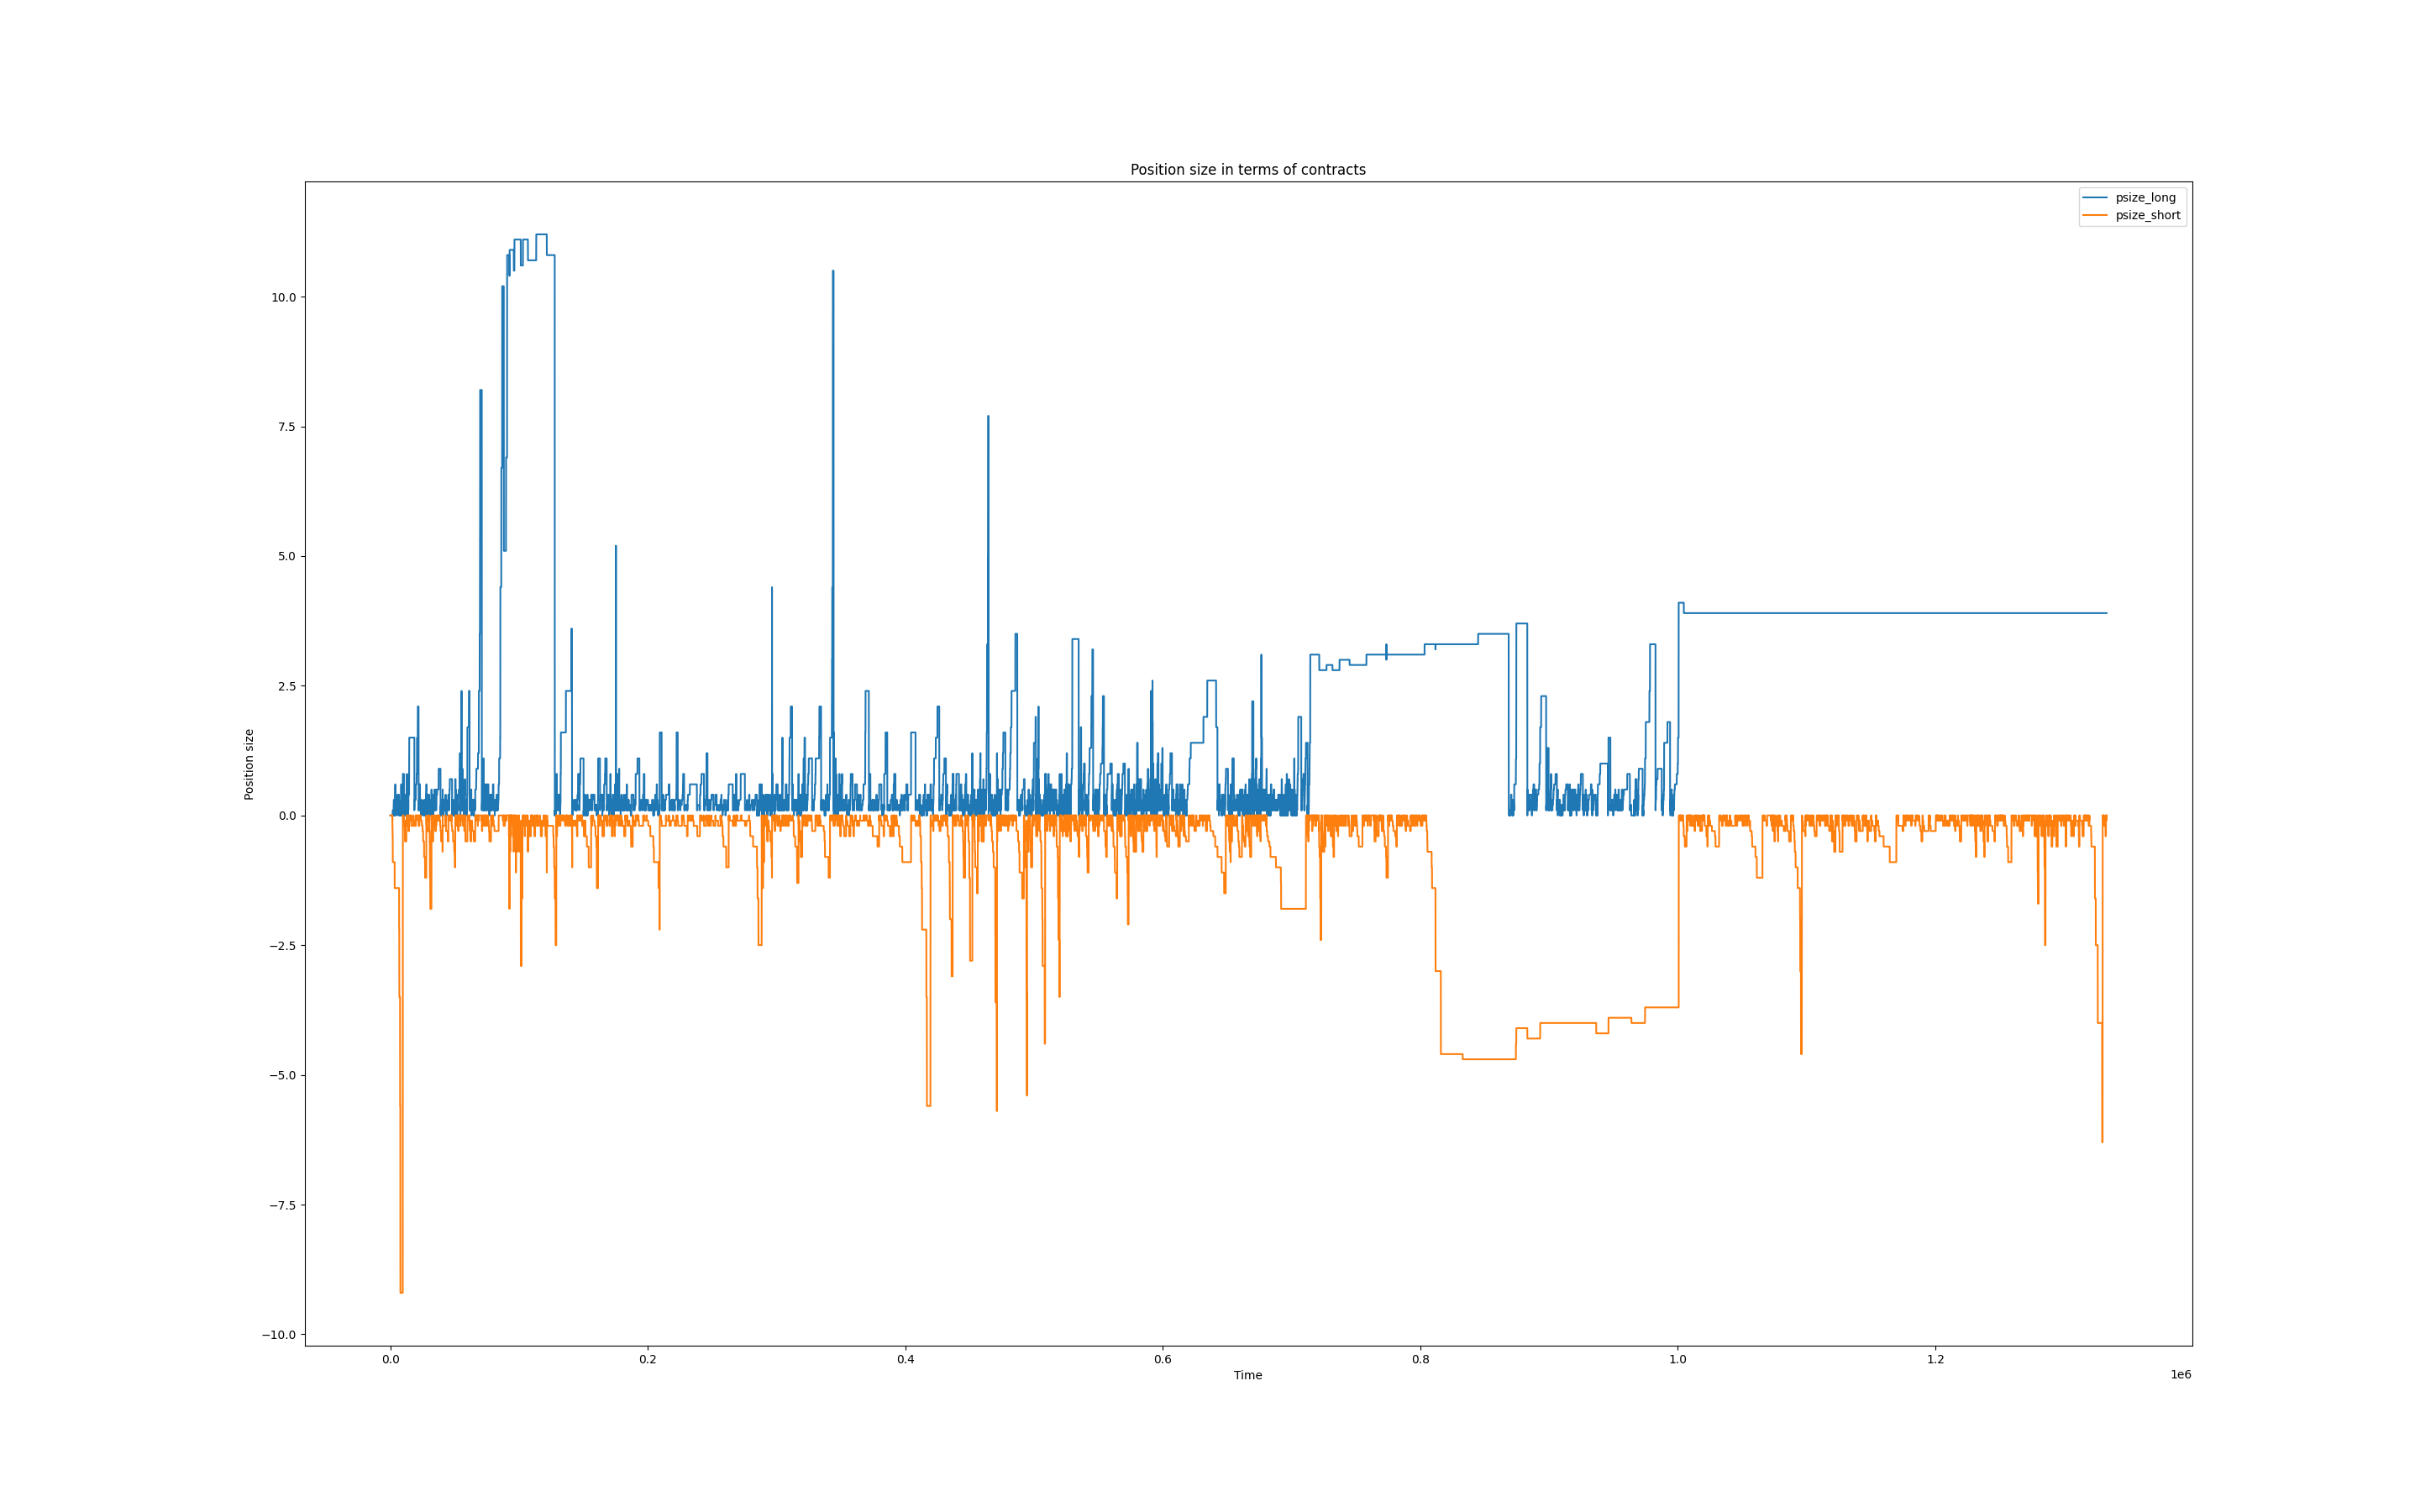 Position size in terms of contracts
psize_long
psize_short
10.0
7.5
5.0
2.5
0.0
−2.5
−5.0
−7.5
−10.0
Position size
0.0
0.2
0.4
0.6
0.8
1.0
1.2
Time
1e6